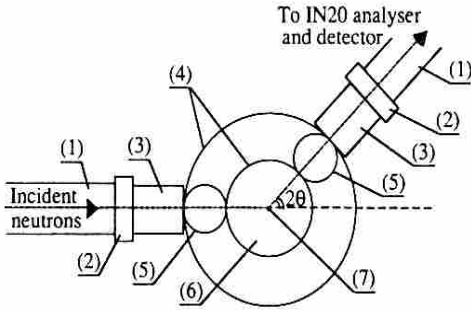 To IN20 analyser
and detector
(1)
(2)
(3)
(4)
(5)
(1)
(3)
Incident
neutrons
2θ
(2)
(5)
(6)
(7)